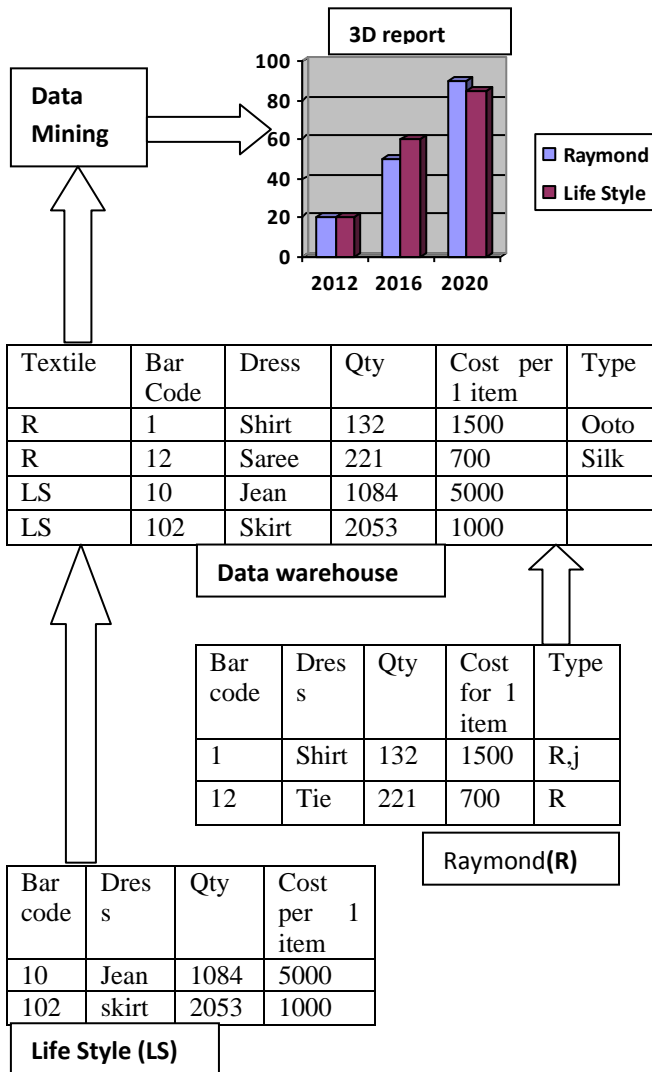 3D report
Data
Mining
100
80
60
40
20
0
2012 2016 2020
Raymond
Life Style
Textile Bar Code Dress Qty Cost per 1 item Type
R 1 Shirt 132 1500 Ooto
R 12 Saree 221 700 Silk
LS 10 Jean 1084 5000
LS 102 Skirt 2053 1000
Data warehouse
Bar code Dress Qty Cost for 1 item Type
1 Shirt 132 1500 R,j
12 Tie 221 700 R
Raymond(R)
Bar code Dress Qty Cost per 1 item
10 Jean 1084 5000
102 skirt 2053 1000
Life Style (LS)